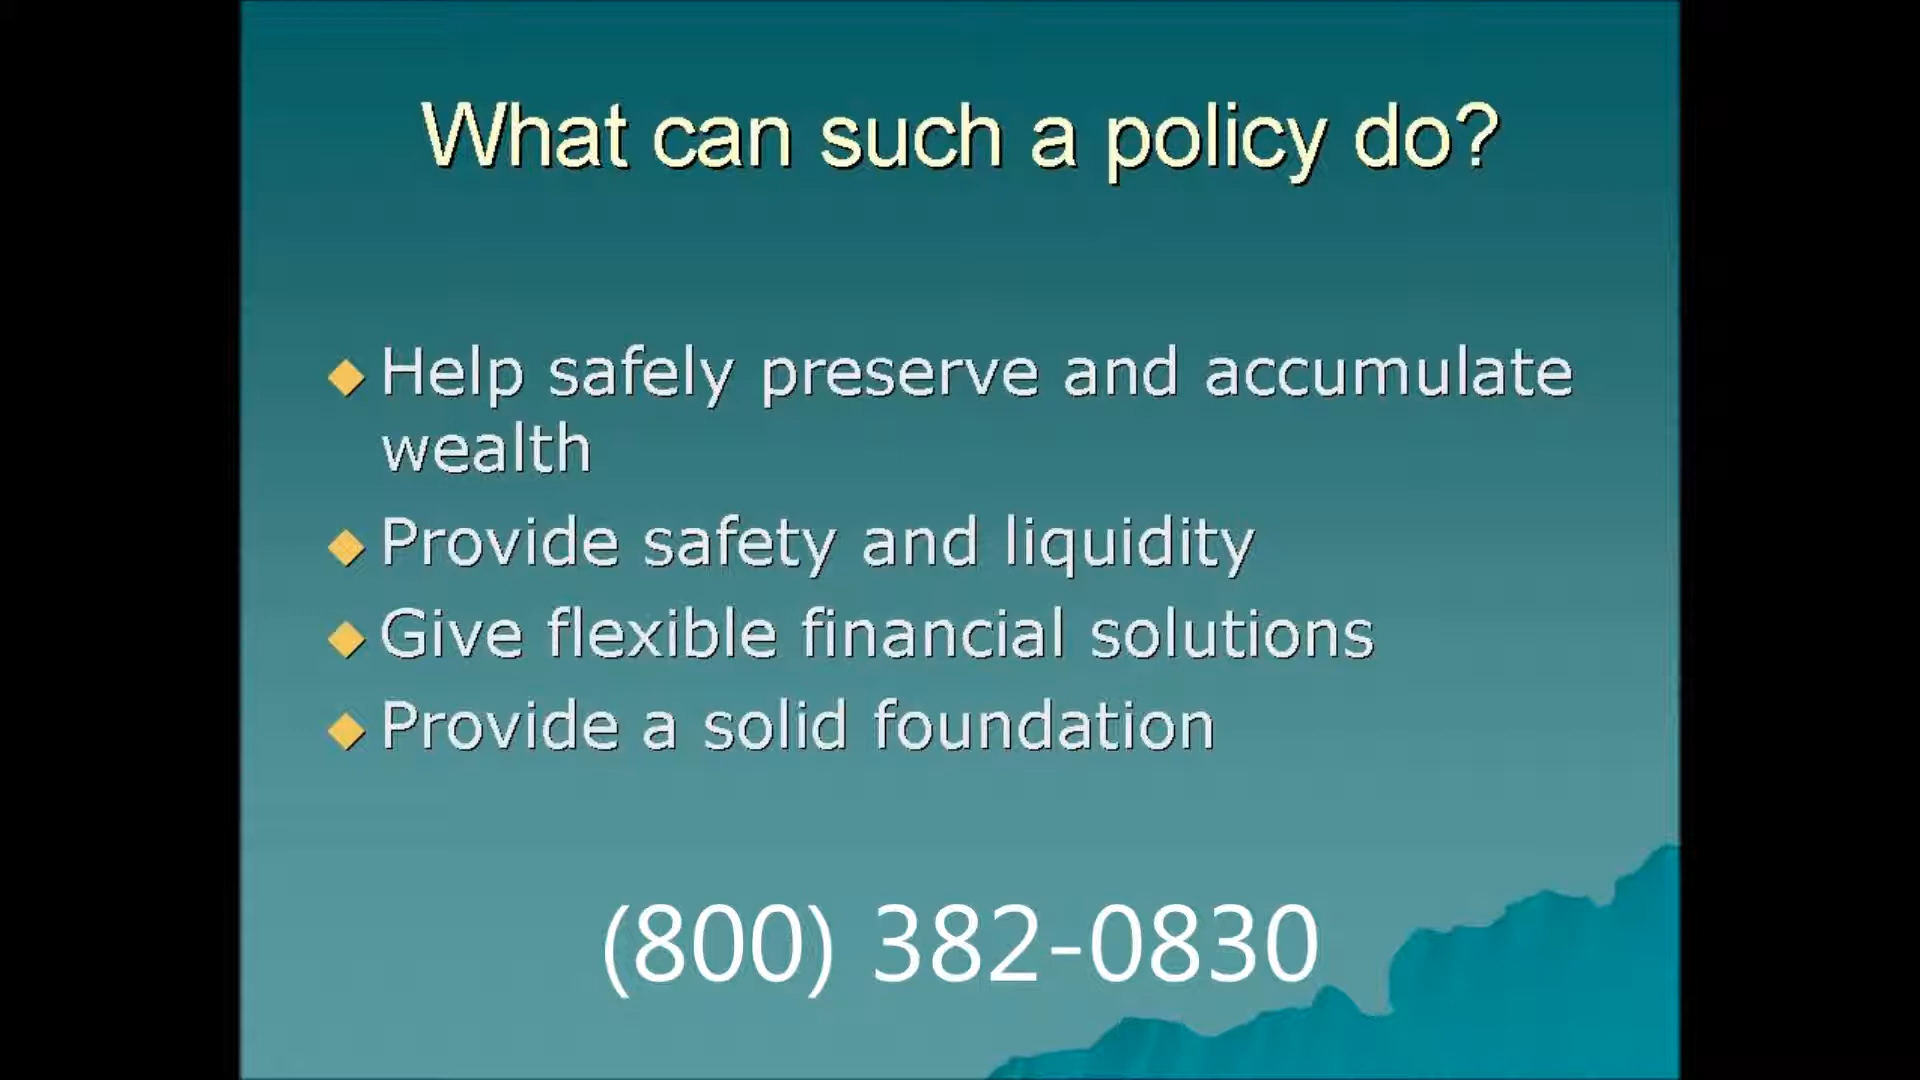 What can such a policy do?
Help safely preserve and accumulate
wealth
Provide safety and liquidity
Give flexible financial solutions
Provide a solid foundation
(800) 382-0830